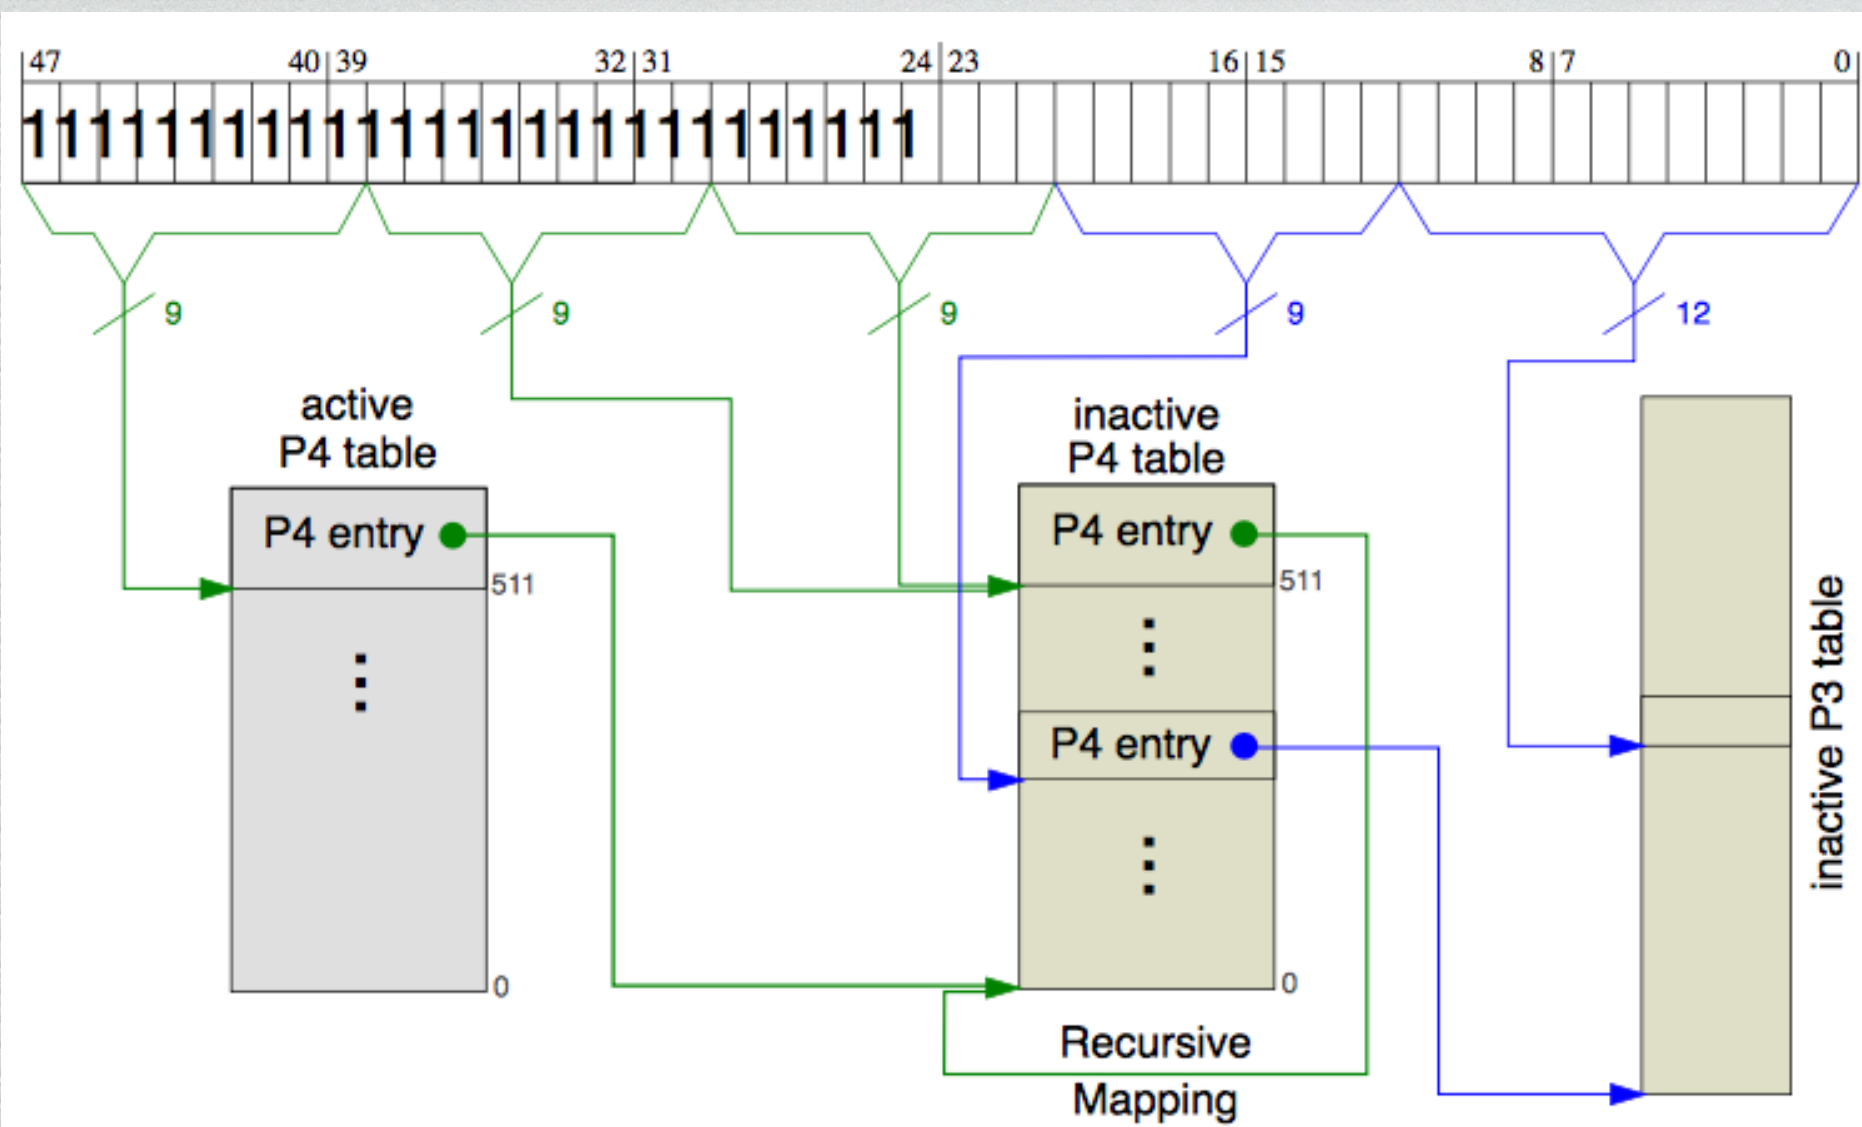 47 40 39 32 31 24 23 16 15 8 7 0
111111111111111111111111111
9 9 9 9 12
active
P4 table
inactive
P4 table
P4 entry
511
0
P4 entry
511
P4 entry
0
Recursive
Mapping
inactive P3 table